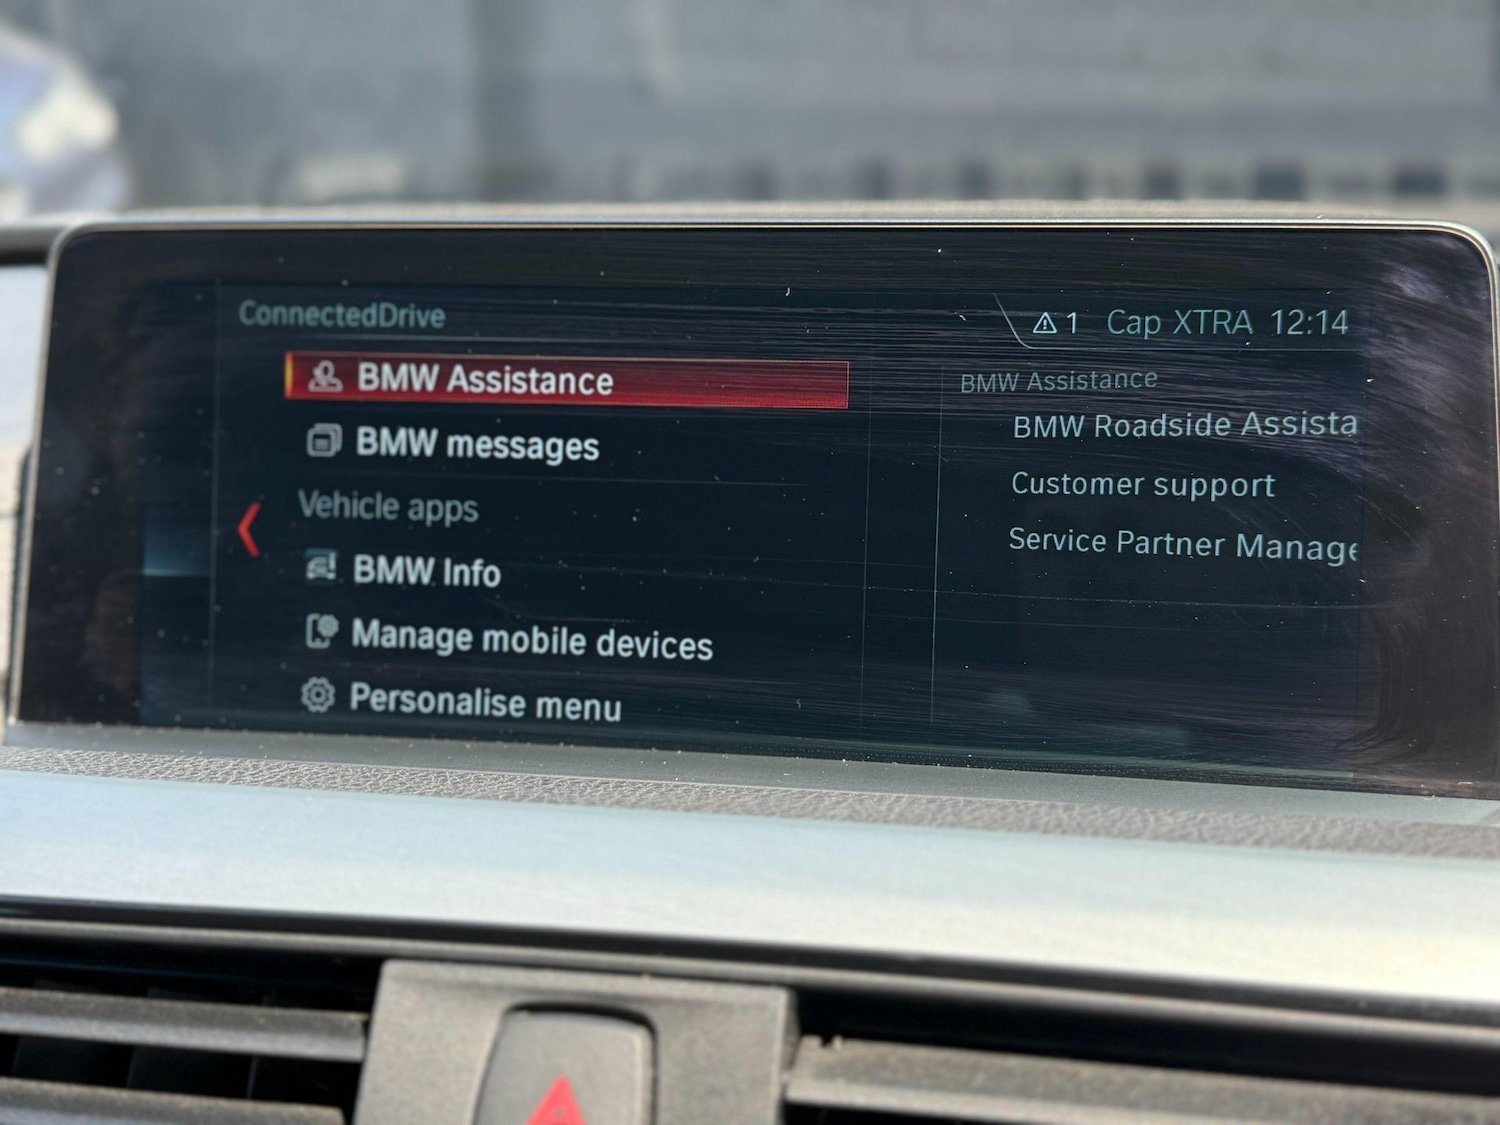 ConnectedDrive
⚠1 Cap XTRA 12:14
BMW Assistance
BMW messages
Vehicle apps
BMW Info
Manage mobile devices
Personalise menu
BMW Assistance
BMW Roadside Assista
Customer support
Service Partner Manage